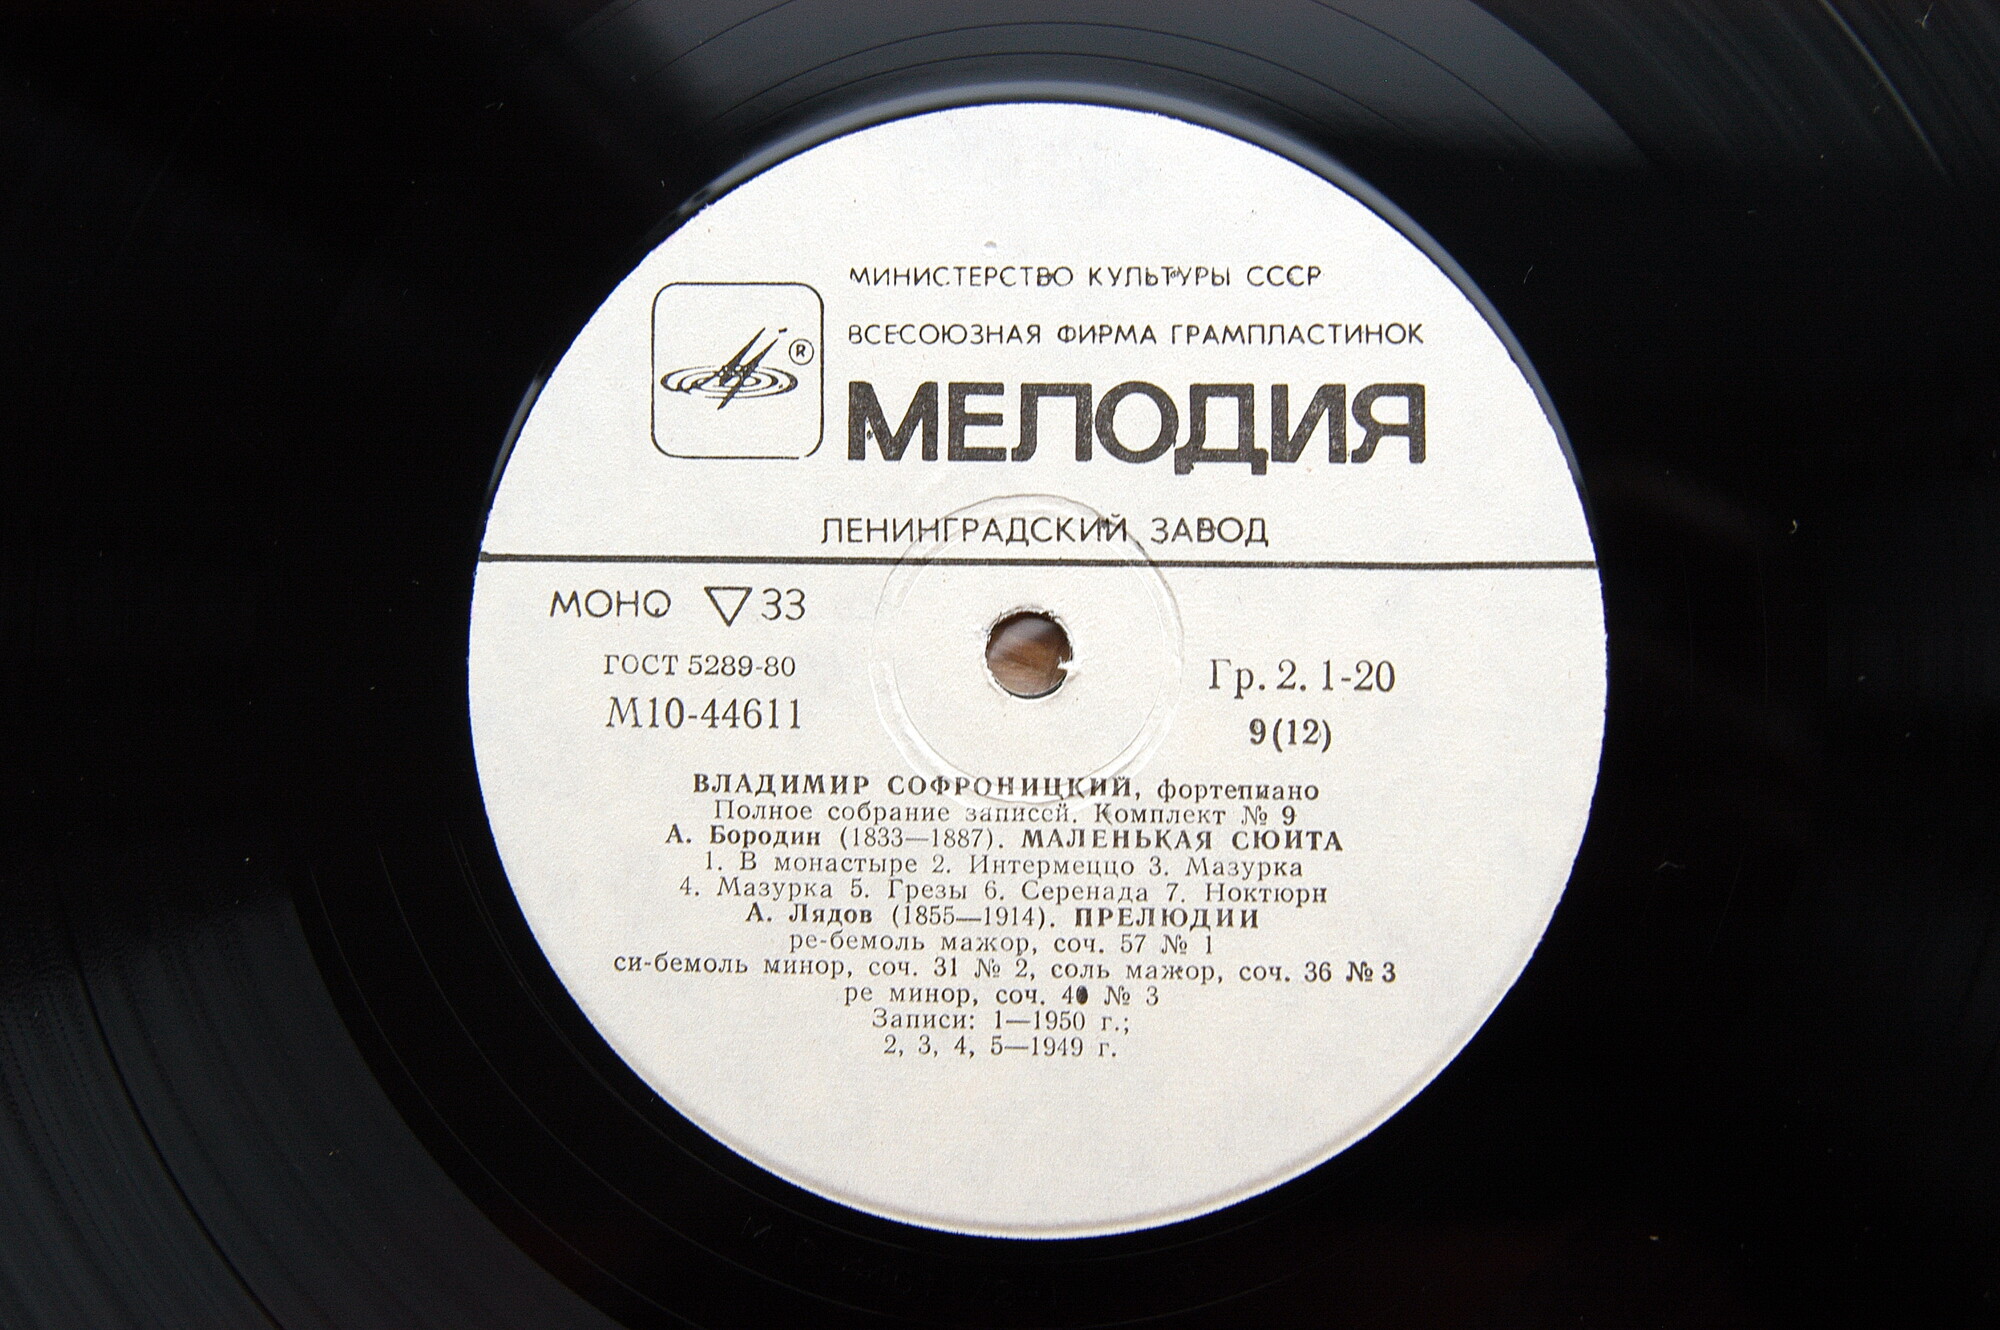 МИНИСТЕРСТВО КУЛЬТУРЫ СССР
ВСЕСОЮЗНАЯ ФИРМА ГРАМПЛАСТИНОК
®
МЕЛОДИЯ
ЛЕНИНГРАДСКИЙ ЗАВОД
МОНО ▽33
ГОСТ 5289-80
М10-44611
Гр. 2. 1-20
9(12)
ВЛАДИМИР СОФРОНИЦКИЙ, фортепиано
Полное собрание записей. Комплект № 9
А. Бородин (1833—1887). МАЛЕНЬКАЯ СЮИТА
1. В монастыре 2. Интермеццо 3. Мазурка
4. Мазурка 5. Грезы 6. Серенада 7. Ноктюрн
А. Лядов (1855—1914). ПРЕЛЮДИИ
ре-бемоль мажор, соч. 57 № 1
си-бемоль минор, соч. 31 № 2, соль мажор, соч. 36 № 3
ре минор, соч. 40 № 3
Записи: 1—1950 г.;
2, 3, 4, 5—1949 г.